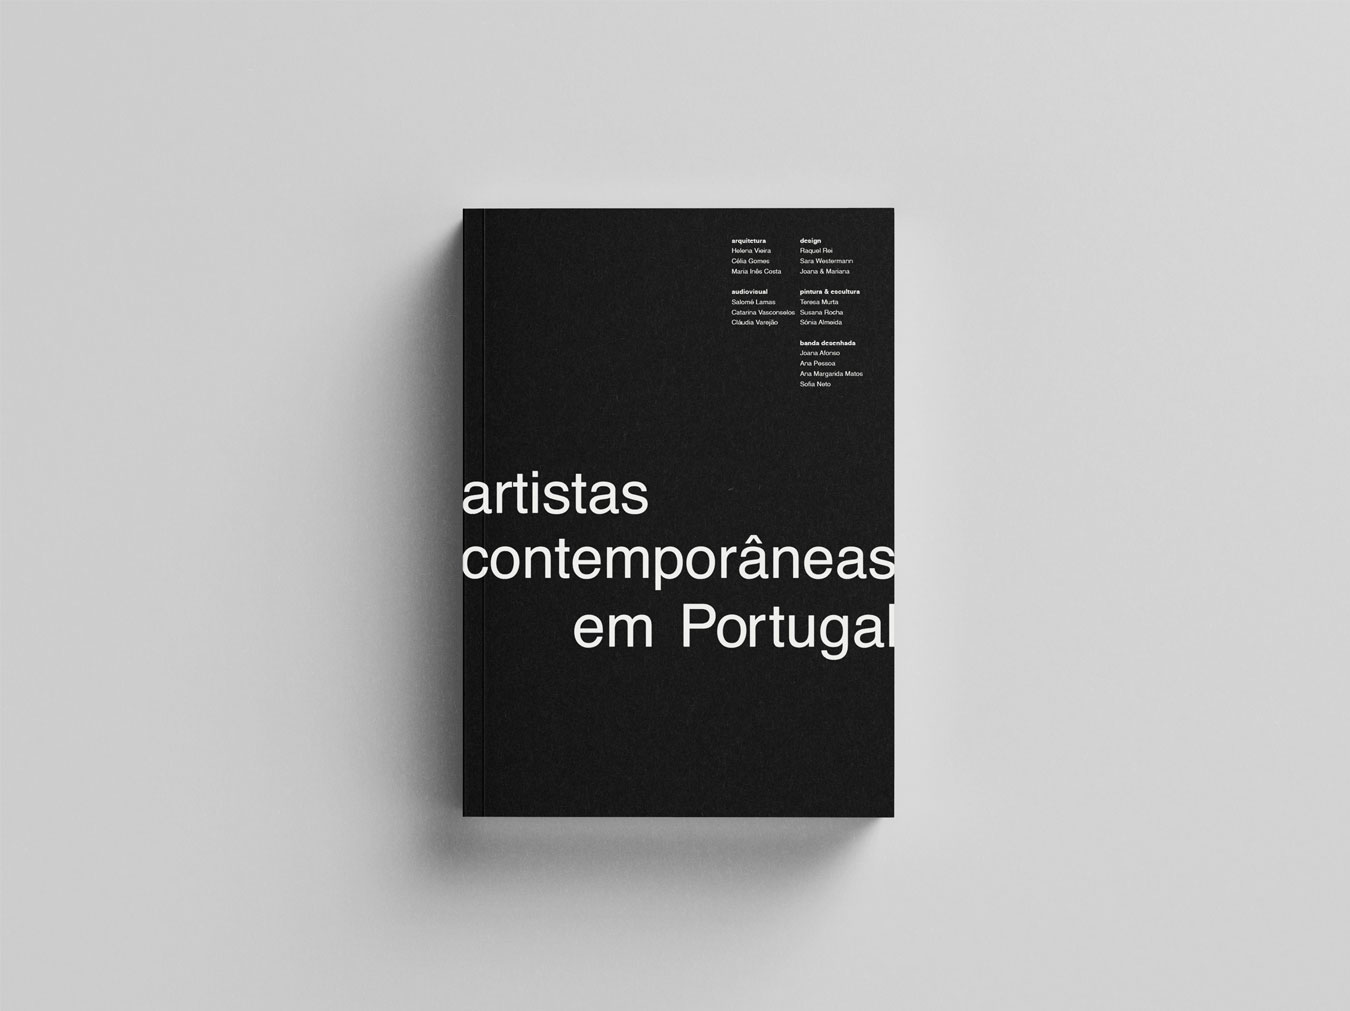 arquitetura
Helena Vieira
Célia Gomes
Maria Inês Costa
audiovisual
Salomé Lamas
Catarina Vasconselos
Cláudia Varejão
design
Raquel Rei
Sara Westermann
Joana & Mariana
pintura & escultura
Teresa Murta
Susana Rocha
Sónia Almeida
banda desenhada
Joana Afonso
Ana Pessoa
Ana Margarida Matos
Sofia Neto
artistas
contemporâneas
em Portugal